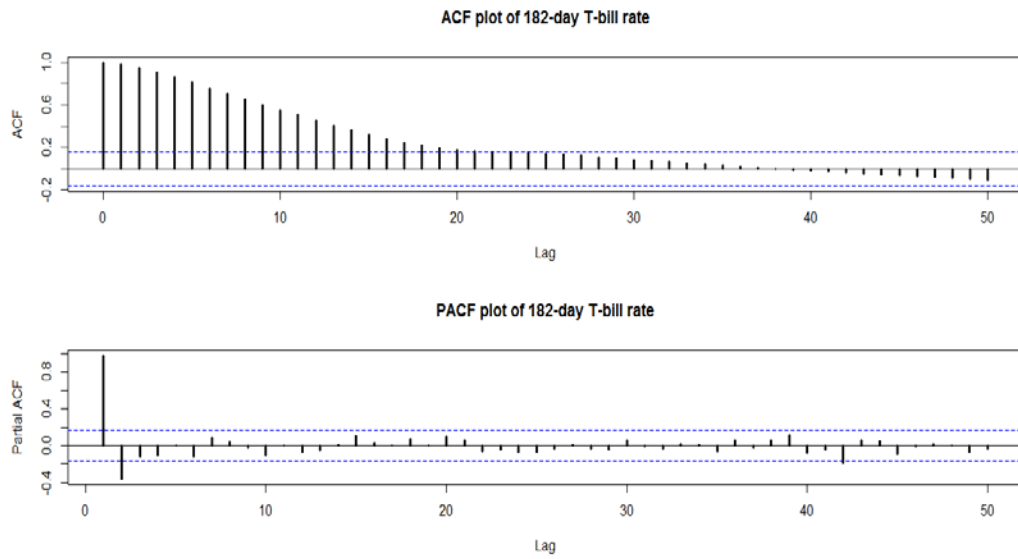 ACF plot of 182-day T-bill rate
ACF
1.0
0.6
0.2
-0.2
0 10 20 30 40 50
Lag
PACF plot of 182-day T-bill rate
Partial ACF
0.8
0.4
0.0
-0.4
0 10 20 30 40 50
Lag